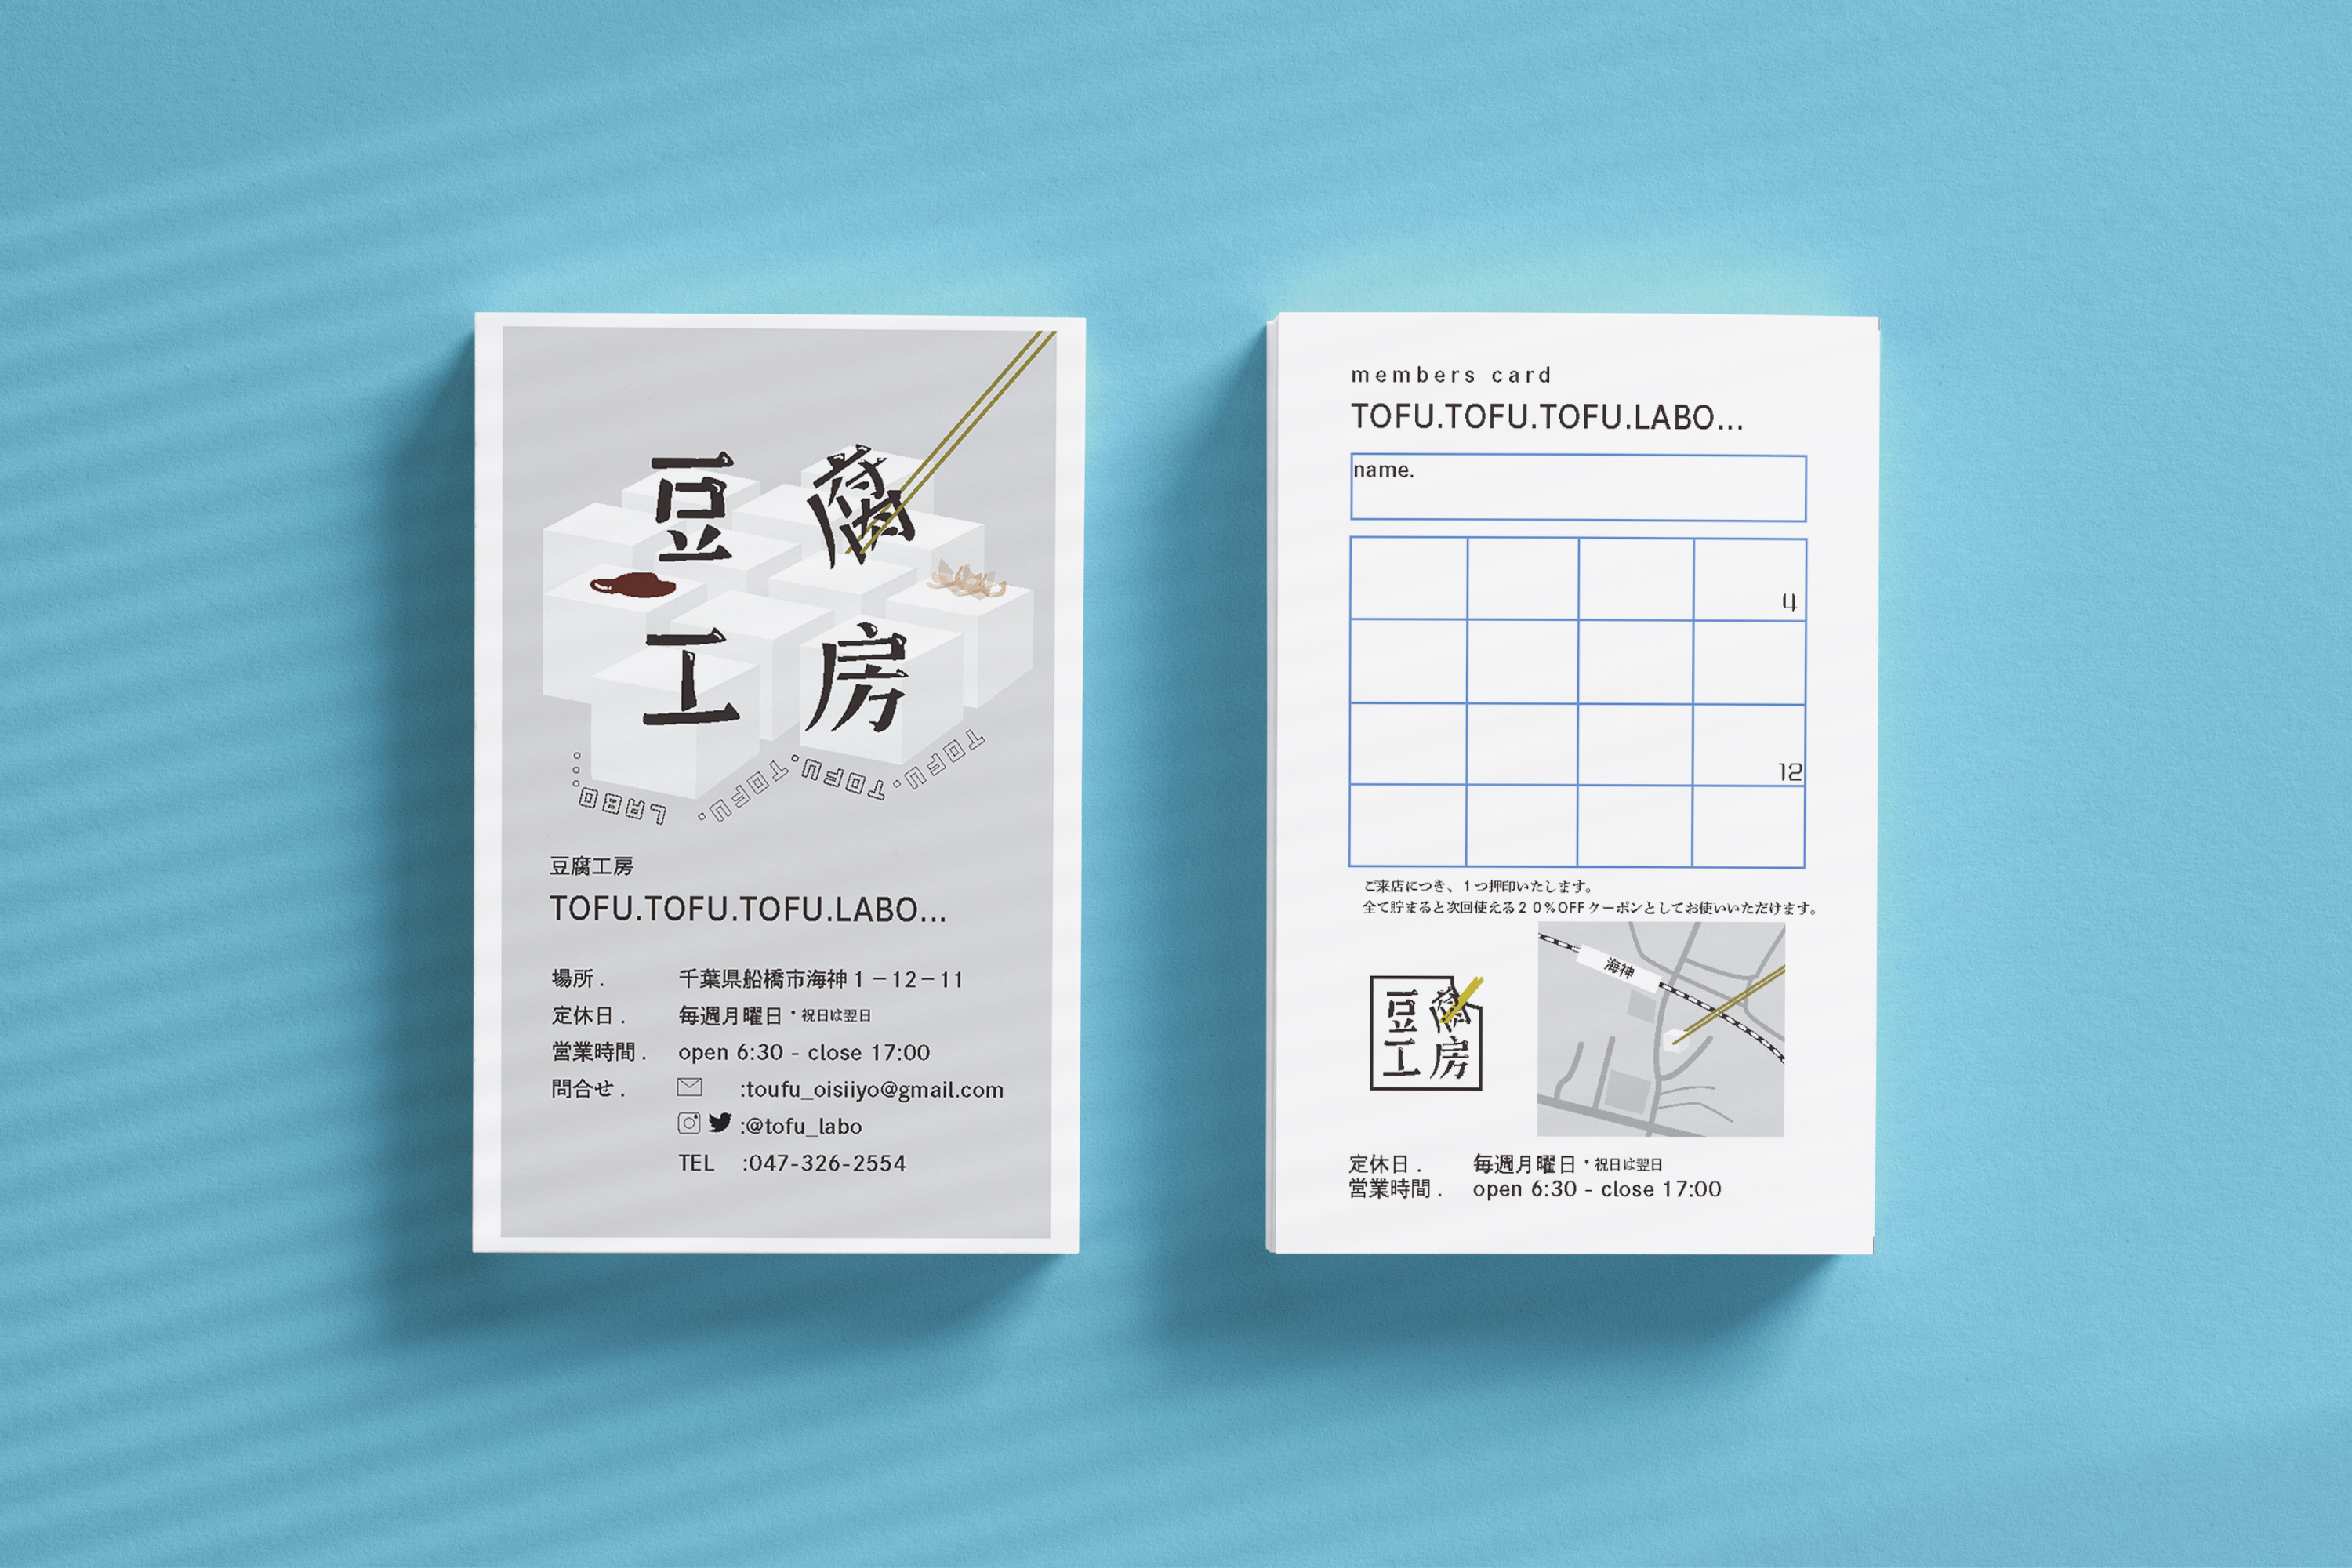 豆腐
工房
TOFU.TOFU.TOFU.LABO...
豆腐工房
TOFU.TOFU.TOFU.LABO...
場所. 千葉県船橋市海神1−12−11
定休日. 毎週月曜日*祝日は翌日
営業時間. open 6:30 - close 17:00
問合せ. :toufu_oisiiyo@gmail.com
:@tofu_labo
TEL :047-326-2554
members card
TOFU.TOFU.TOFU.LABO...
name.
4
12
ご来店につき、1つ押印いたします。
全て貯まると次回使える20%OFFクーポンとしてお使いいただけます。
海神
豆腐
工房
定休日. 毎週月曜日*祝日は翌日
営業時間. open 6:30 - close 17:00